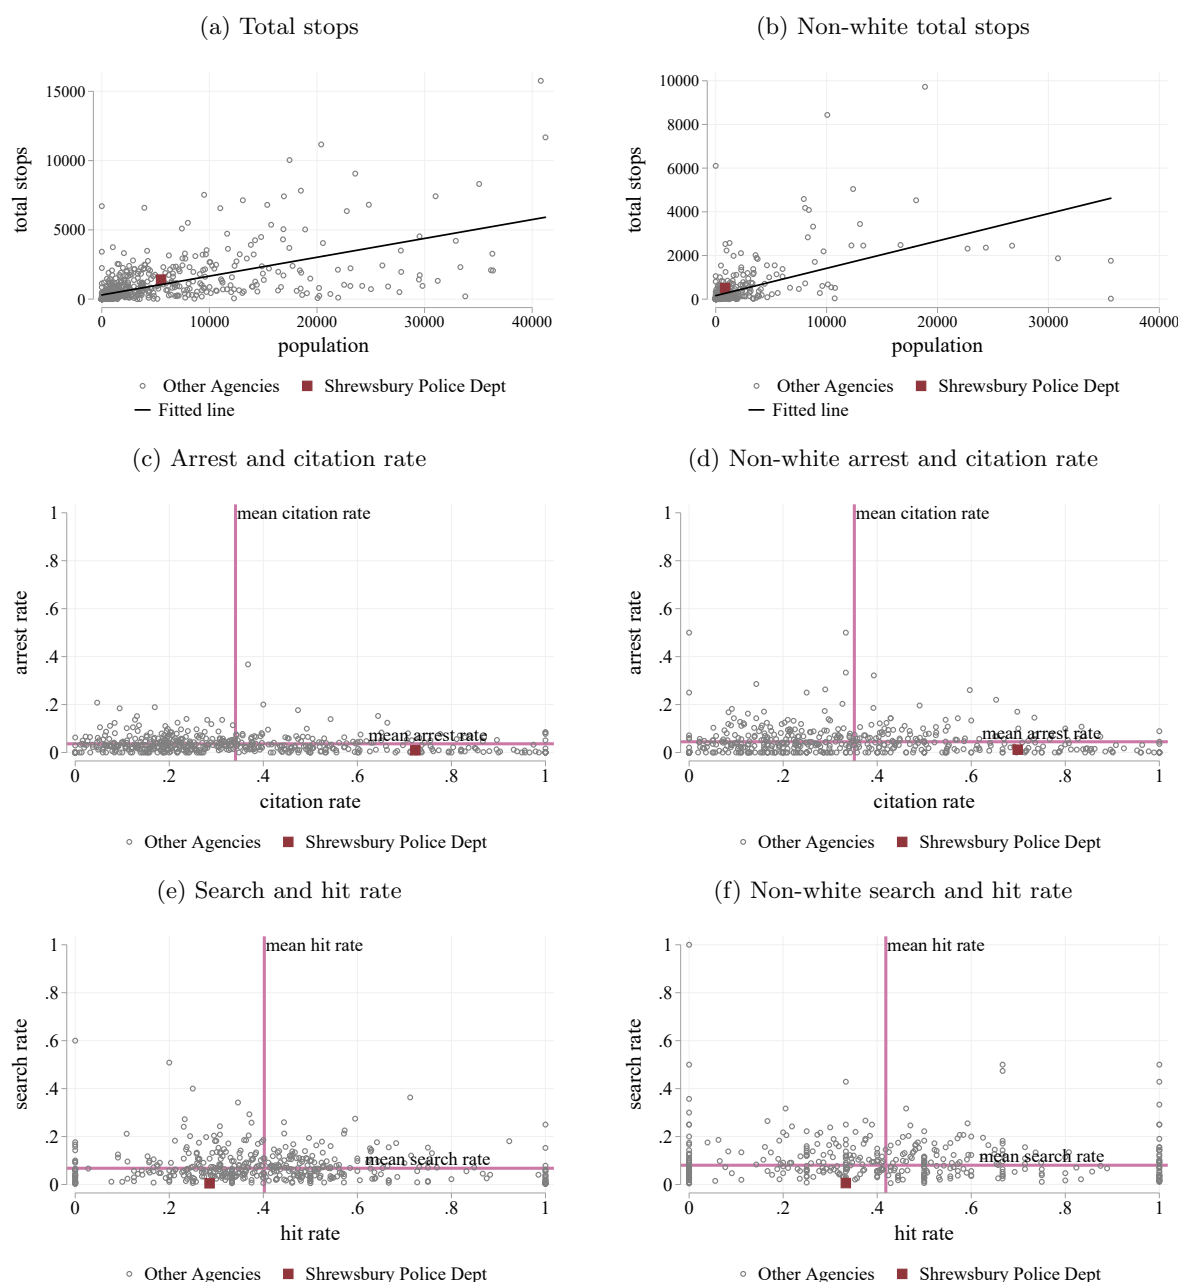 (a) Total stops
(b) Non-white total stops
15000
10000
5000
0
total stops
0 10000 20000 30000 40000
population
Other Agencies Shrewsbury Police Dept
Fitted line
10000
8000
6000
4000
2000
0
total stops
0 10000 20000 30000 40000
population
Other Agencies Shrewsbury Police Dept
Fitted line
(c) Arrest and citation rate
(d) Non-white arrest and citation rate
mean citation rate
1
.8
.6
.4
.2
0
arrest rate
mean arrest rate
0 .2 .4 .6 .8 1
citation rate
Other Agencies Shrewsbury Police Dept
mean citation rate
1
.8
.6
.4
.2
0
arrest rate
mean arrest rate
0 .2 .4 .6 .8 1
citation rate
Other Agencies Shrewsbury Police Dept
(e) Search and hit rate
(f) Non-white search and hit rate
mean hit rate
1
.8
.6
.4
.2
0
search rate
mean search rate
0 .2 .4 .6 .8 1
hit rate
Other Agencies Shrewsbury Police Dept
mean hit rate
1
.8
.6
.4
.2
0
search rate
mean search rate
0 .2 .4 .6 .8 1
hit rate
Other Agencies Shrewsbury Police Dept